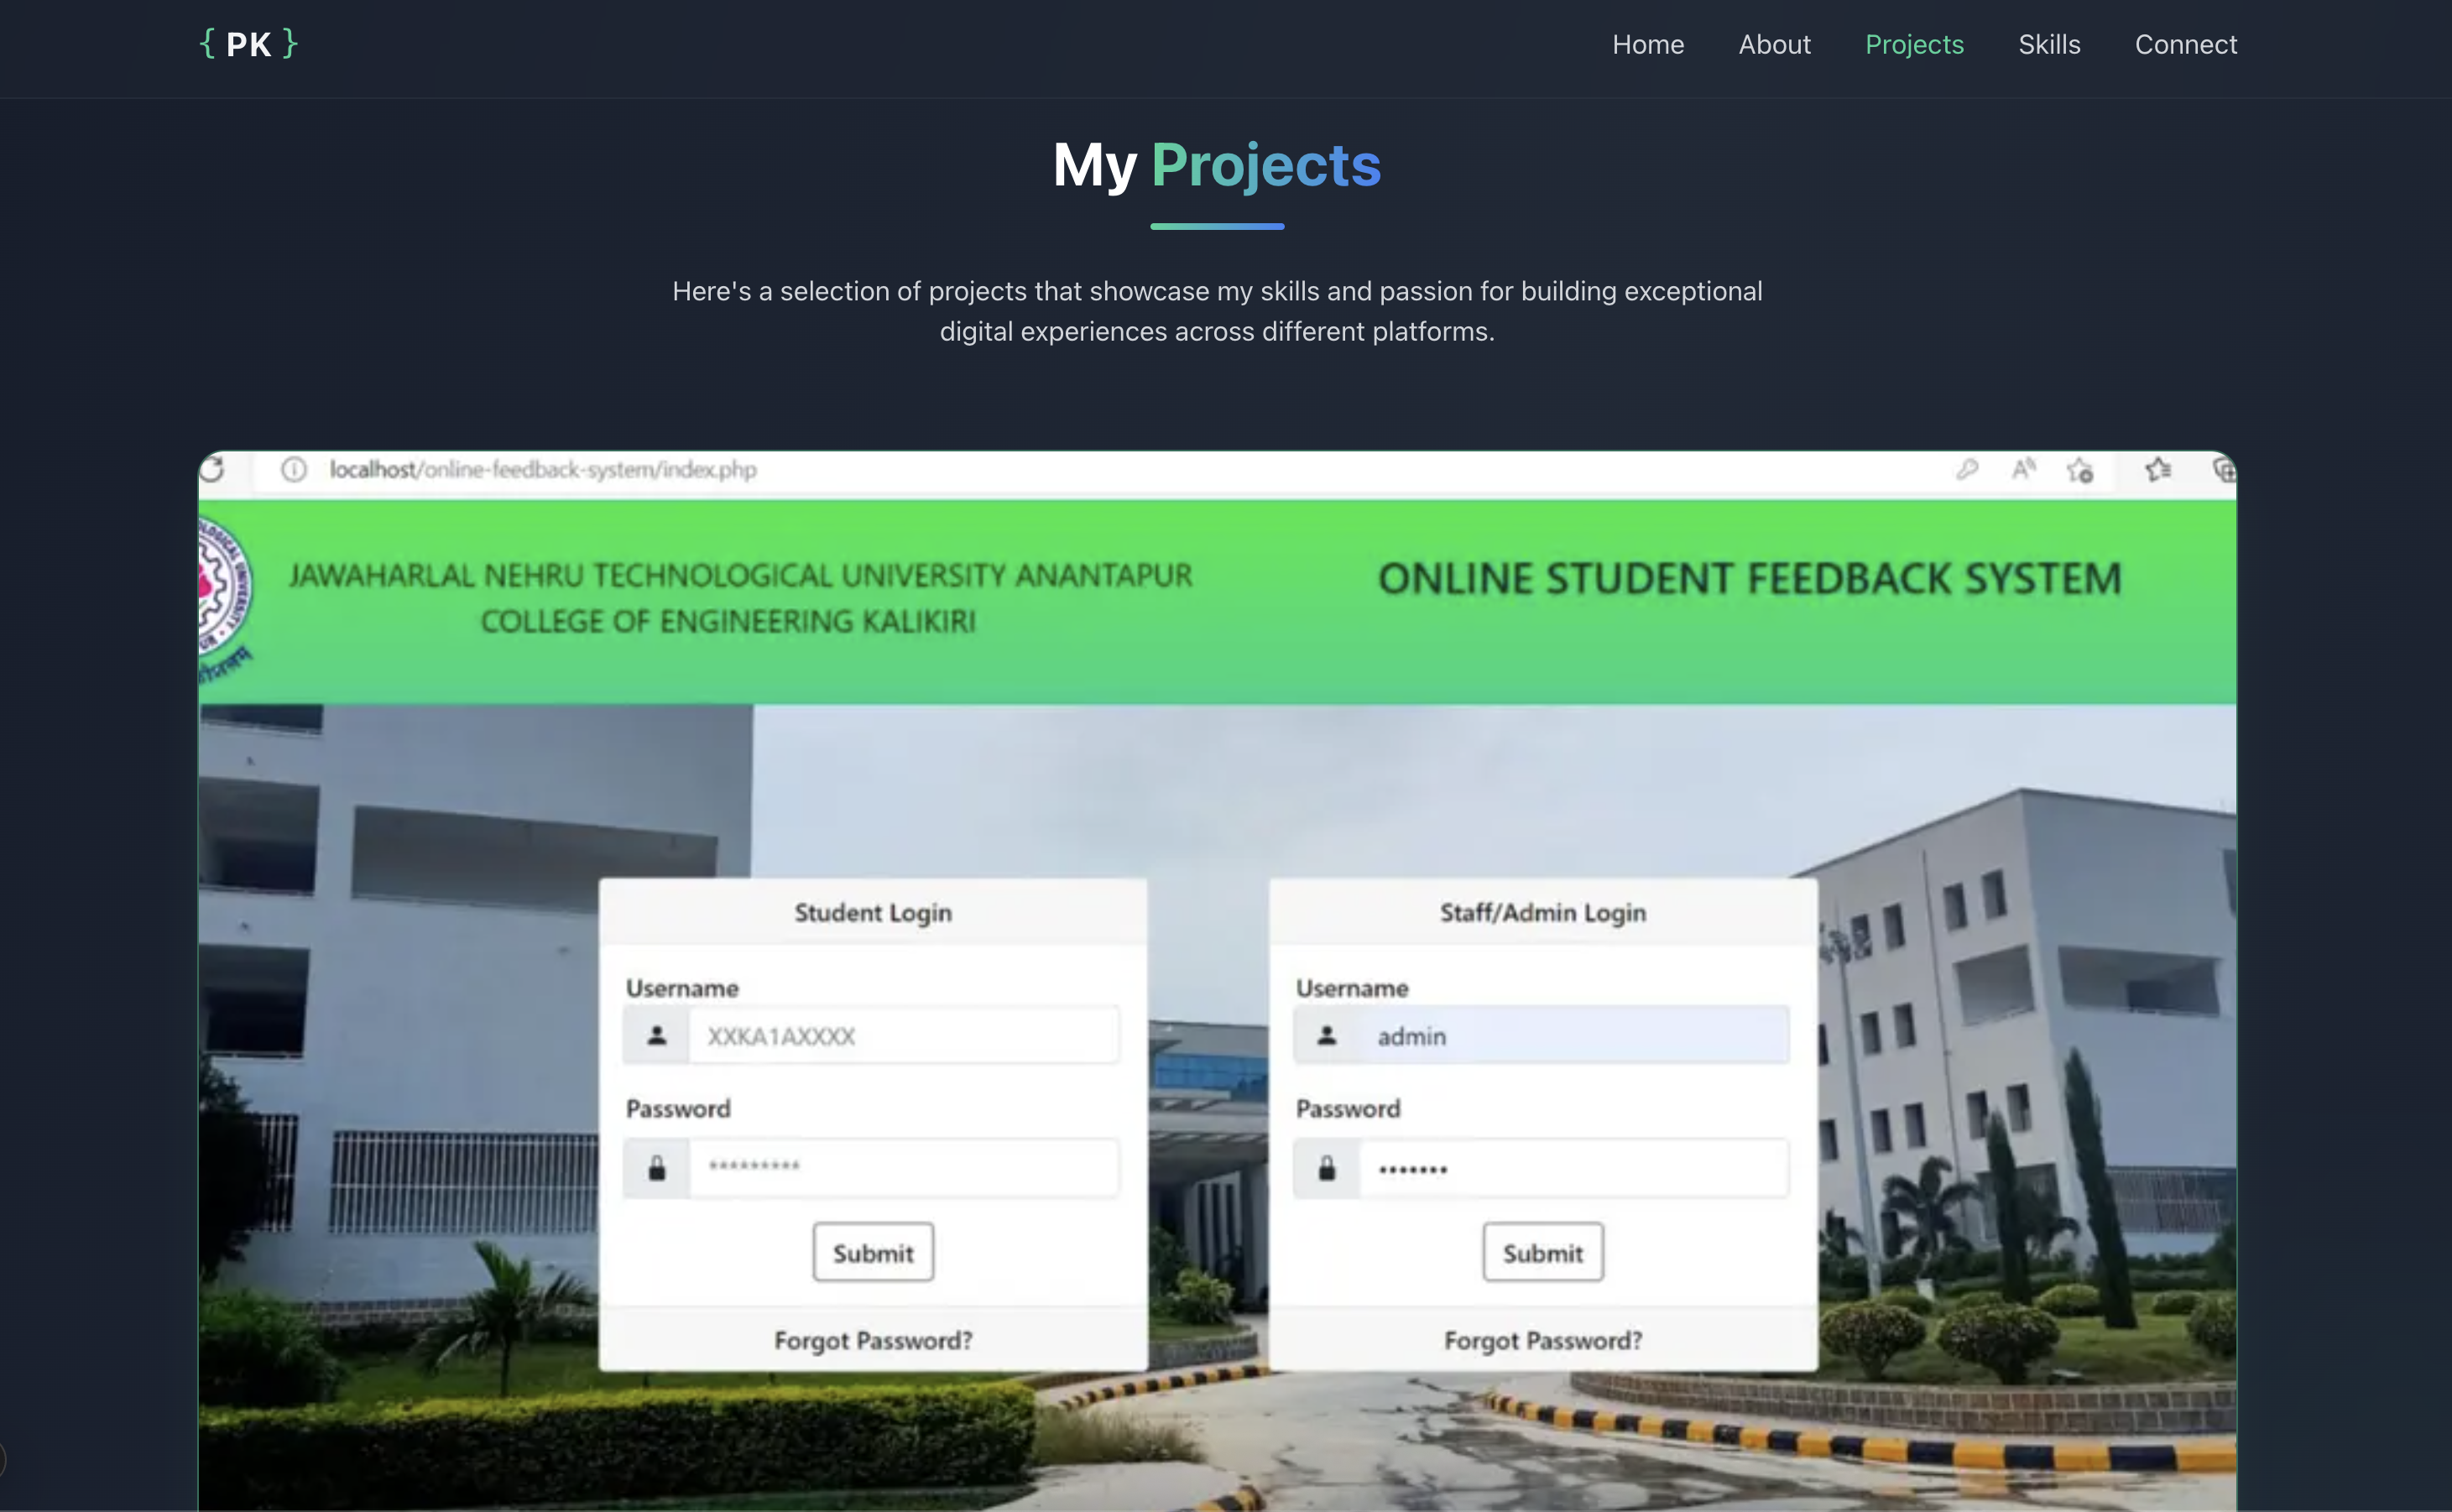 { PK }
Home About Projects Skills Connect
My Projects
Here's a selection of projects that showcase my skills and passion for building exceptional
digital experiences across different platforms.
localhost/online-feedback-system/index.php
JAWAHARLAL NEHRU TECHNOLOGICAL UNIVERSITY ANANTAPUR
COLLEGE OF ENGINEERING KALIKIRI
ONLINE STUDENT FEEDBACK SYSTEM
Student Login
Username
XXKA1AXXXX
Password
*********
Submit
Forgot Password?
Staff/Admin Login
Username
admin
Password
•••••••
Submit
Forgot Password?